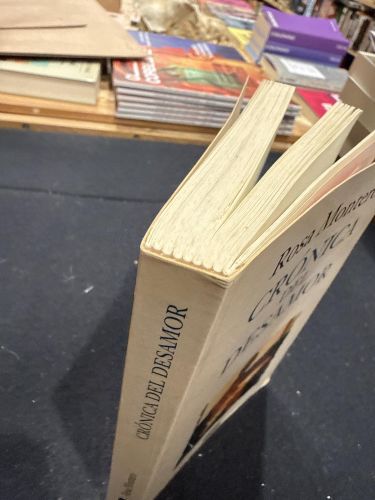 CRÓNICA DEL DESAMOR
Rosa Montero
CRÓNICA
DEL
DESAMOR